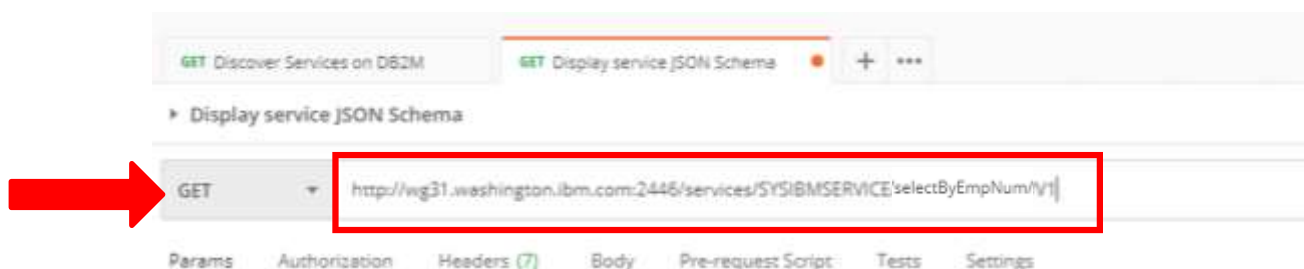 GET Discover Services on DB2M GET Display service JSON Schema + •••
Display service JSON Schema
GET http://wg31.washington.ibm.com:2446/services/SYSIBMSERVICE'selectByEmpNum/'V1
Params Authorization Headers (7) Body Pre-request Script Tests Settings